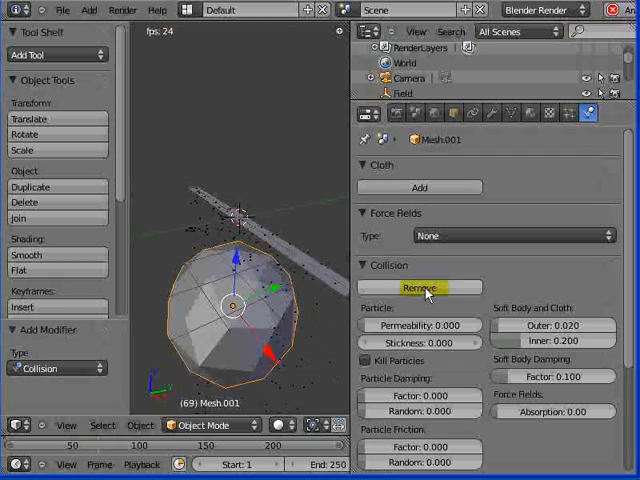 File Add Render Help Default Scene Blender Render An
Tool Shelf
Add Tool
Object Tools
Transform:
Translate
Rotate
Scale
Object:
Duplicate
Delete
Join
Shading:
Smooth
Flat
Keyframes:
Insert
Add Modifier
Type
Collision
fps: 24
(69) Mesh.001
View Select Object Object Mode
50 100 150 200 250
View Frame Playback Start: 1 End: 250
View Search All Scenes
RenderLayers
World
Camera
Field
Mesh.001
Cloth
Add
Force Fields
Type: None
Collision
Remove
Particle:
Permeability: 0.000
Stickness: 0.000
Kill Particles
Particle Damping:
Factor: 0.000
Random: 0.000
Particle Friction:
Factor: 0.000
Random: 0.000
Soft Body and Cloth:
Outer: 0.020
Inner: 0.200
Soft Body Damping:
Factor: 0.100
Force Fields:
Absorption: 0.00